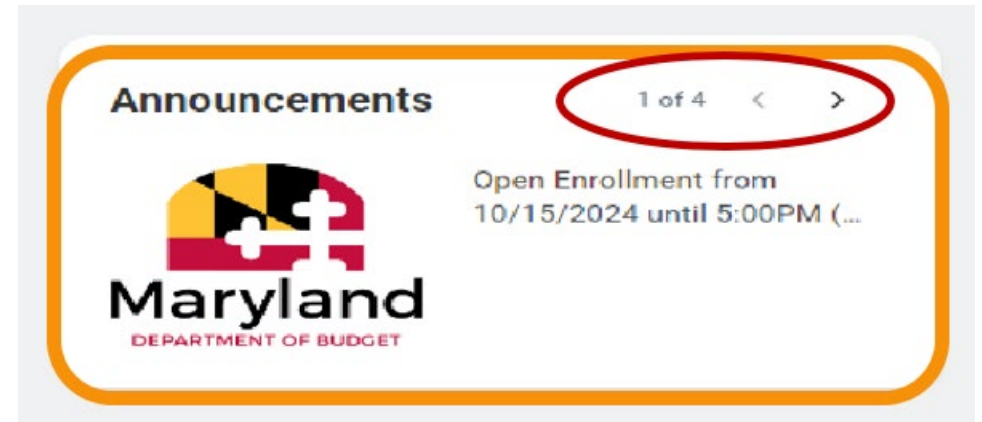 Announcements
1 of 4 < >
Open Enrollment from
10/15/2024 until 5:00PM (...
Maryland
DEPARTMENT OF BUDGET